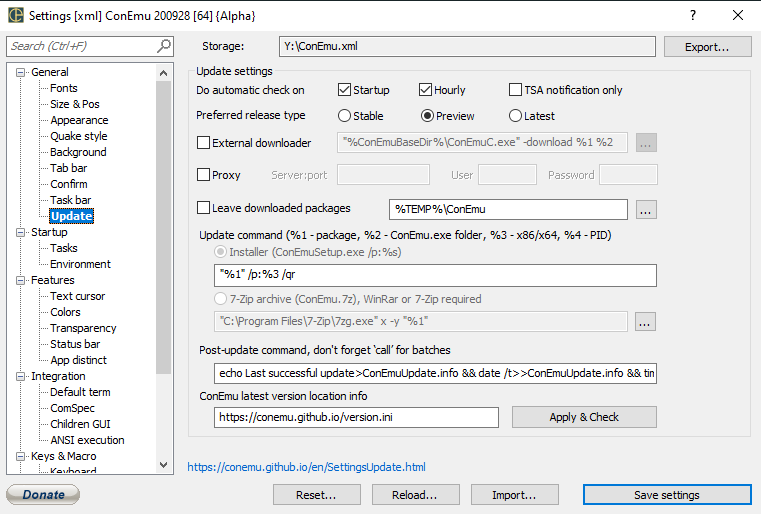 Settings [xml] ConEmu 200928 [64] {Alpha}
Search (Ctrl+F)
General
Fonts
Size & Pos
Appearance
Quake style
Background
Tab bar
Confirm
Task bar
Update
Startup
Tasks
Environment
Features
Text cursor
Colors
Transparency
Status bar
App distinct
Integration
Default term
ComSpec
Children GUI
ANSI execution
Keys & Macro
Keyboard
Storage: Y:\ConEmu.xml Export...
Update settings
Do automatic check on Startup Hourly TSA notification only
Preferred release type Stable Preview Latest
External downloader "%ConEmuBaseDir%\ConEmuC.exe" -download %1 %2 ...
Proxy Server:port User Password
Leave downloaded packages %TEMP%\ConEmu ...
Update command (%1 - package, %2 - ConEmu.exe folder, %3 - x86/x64, %4 - PID)
Installer (ConEmuSetup.exe /p:%s)
"%1" /p:%3 /qr
7-Zip archive (ConEmu.7z), WinRar or 7-Zip required
"C:\Program Files\7-Zip\7zg.exe" x -y "%1" ...
Post-update command, don't forget ‘call’ for batches
echo Last successful update>ConEmuUpdate.info && date /t>>ConEmuUpdate.info && tim
ConEmu latest version location info
https://conemu.github.io/version.ini Apply & Check
https://conemu.github.io/en/SettingsUpdate.html
Donate Reset... Reload... Import... Save settings